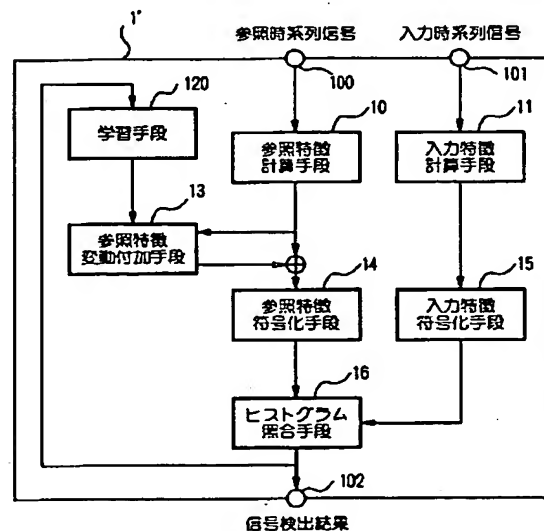 1'
参照時系列信号
入力時系列信号
100
101
120
学習手段
10
参照特徴
計算手段
11
入力特徴
計算手段
13
参照特徴
変動付加手段
14
参照特徴
符号化手段
15
入力特徴
符号化手段
16
ヒストグラム
照合手段
102
信号検出結果